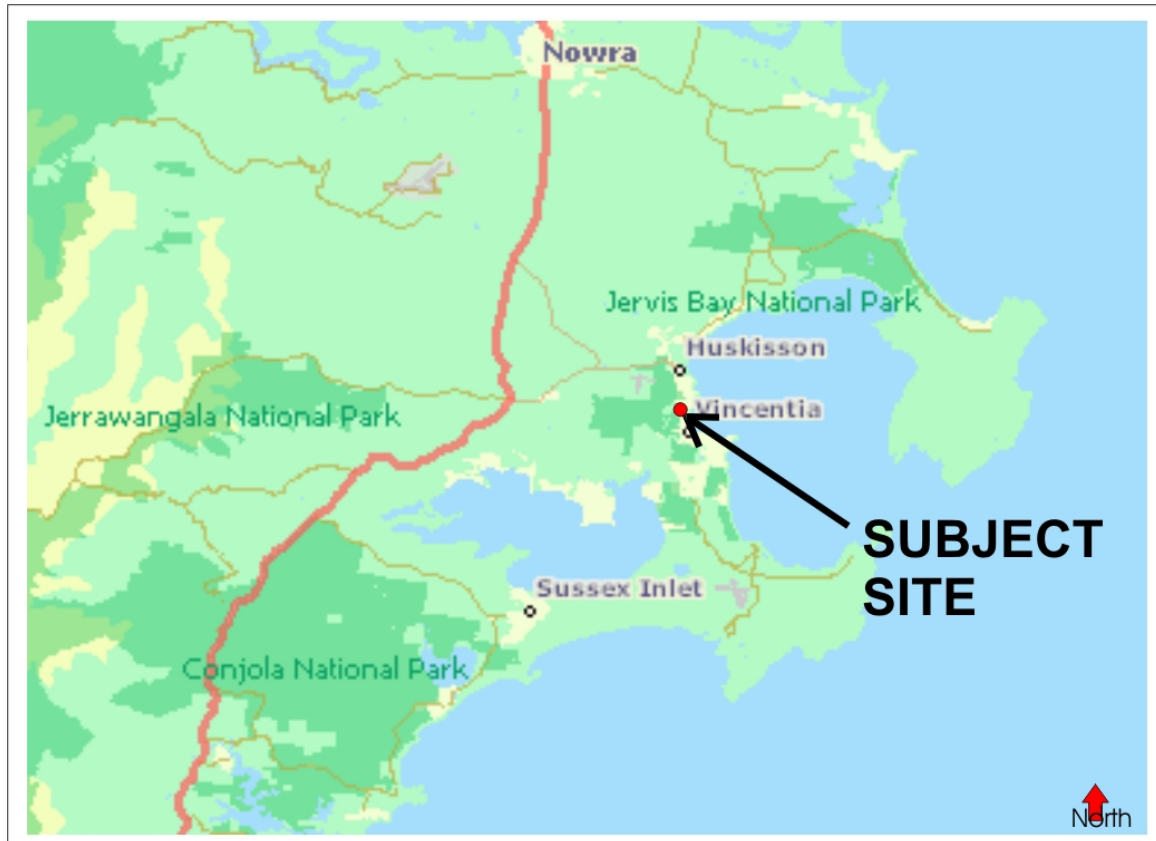 Nowra
Jervis Bay National Park
Huskisson
Jerrawangala National Park
Vincentia
SUBJECT
SITE
Sussex Inlet
Conjola National Park
North